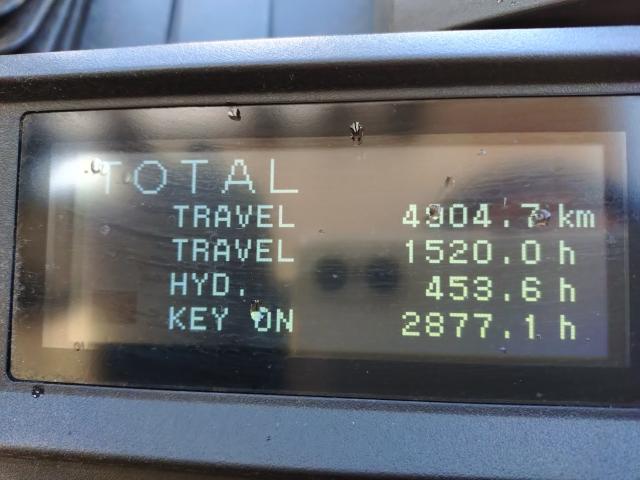 TOTAL
TRAVEL 4904.7 km
TRAVEL 1520.0 h
HYD. 453.6 h
KEY ON 2877.1 h